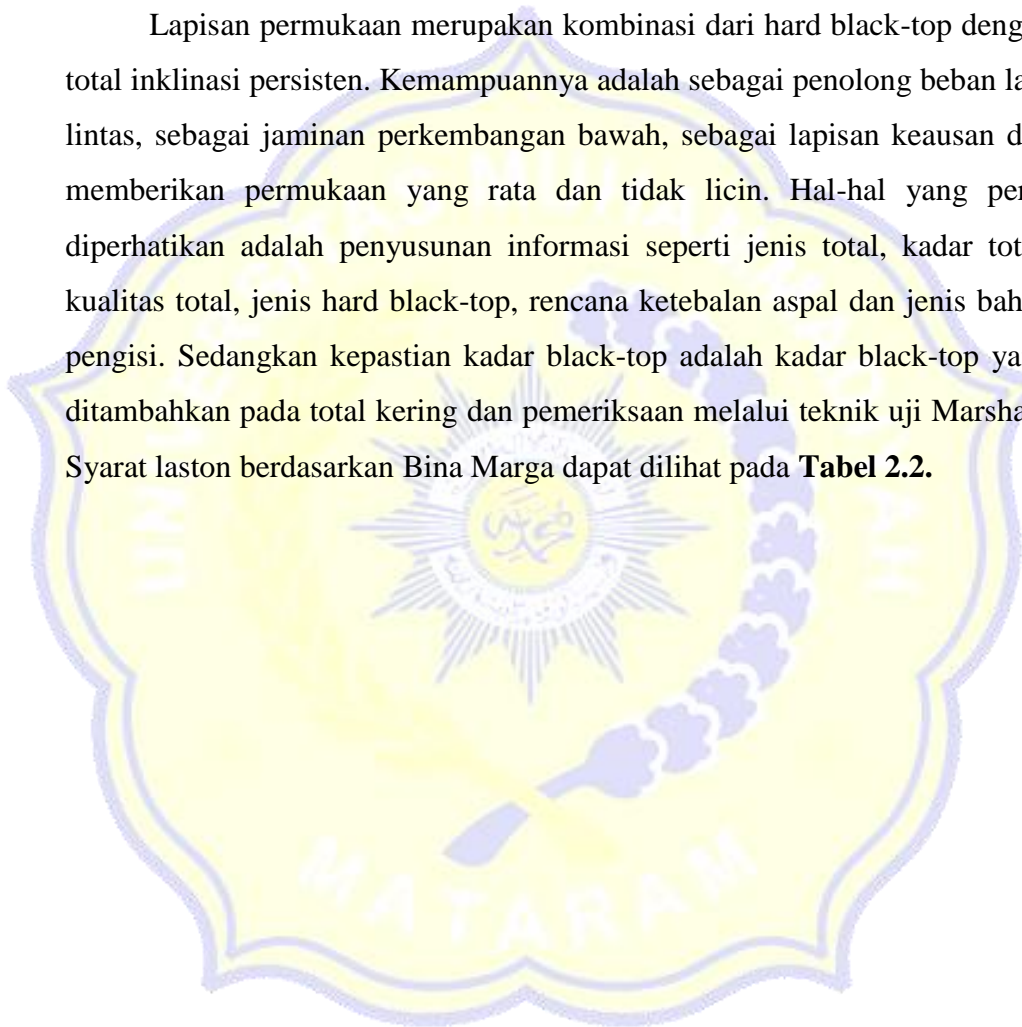 Lapisan permukaan merupakan kombinasi dari hard black-top deng
total inklinasi persisten. Kemampuannya adalah sebagai penolong beban la
lintas, sebagai jaminan perkembangan bawah, sebagai lapisan keausan d
memberikan permukaan yang rata dan tidak licin. Hal-hal yang per
diperhatikan adalah penyusunan informasi seperti jenis total, kadar tot
kualitas total, jenis hard black-top, rencana ketebalan aspal dan jenis bah
pengisi. Sedangkan kepastian kadar black-top adalah kadar black-top ya
ditambahkan pada total kering dan pemeriksaan melalui teknik uji Marsha
Syarat laston berdasarkan Bina Marga dapat dilihat pada Tabel 2.2.
UNIVERSITAS MUHAMMADIYAH
MATARAM